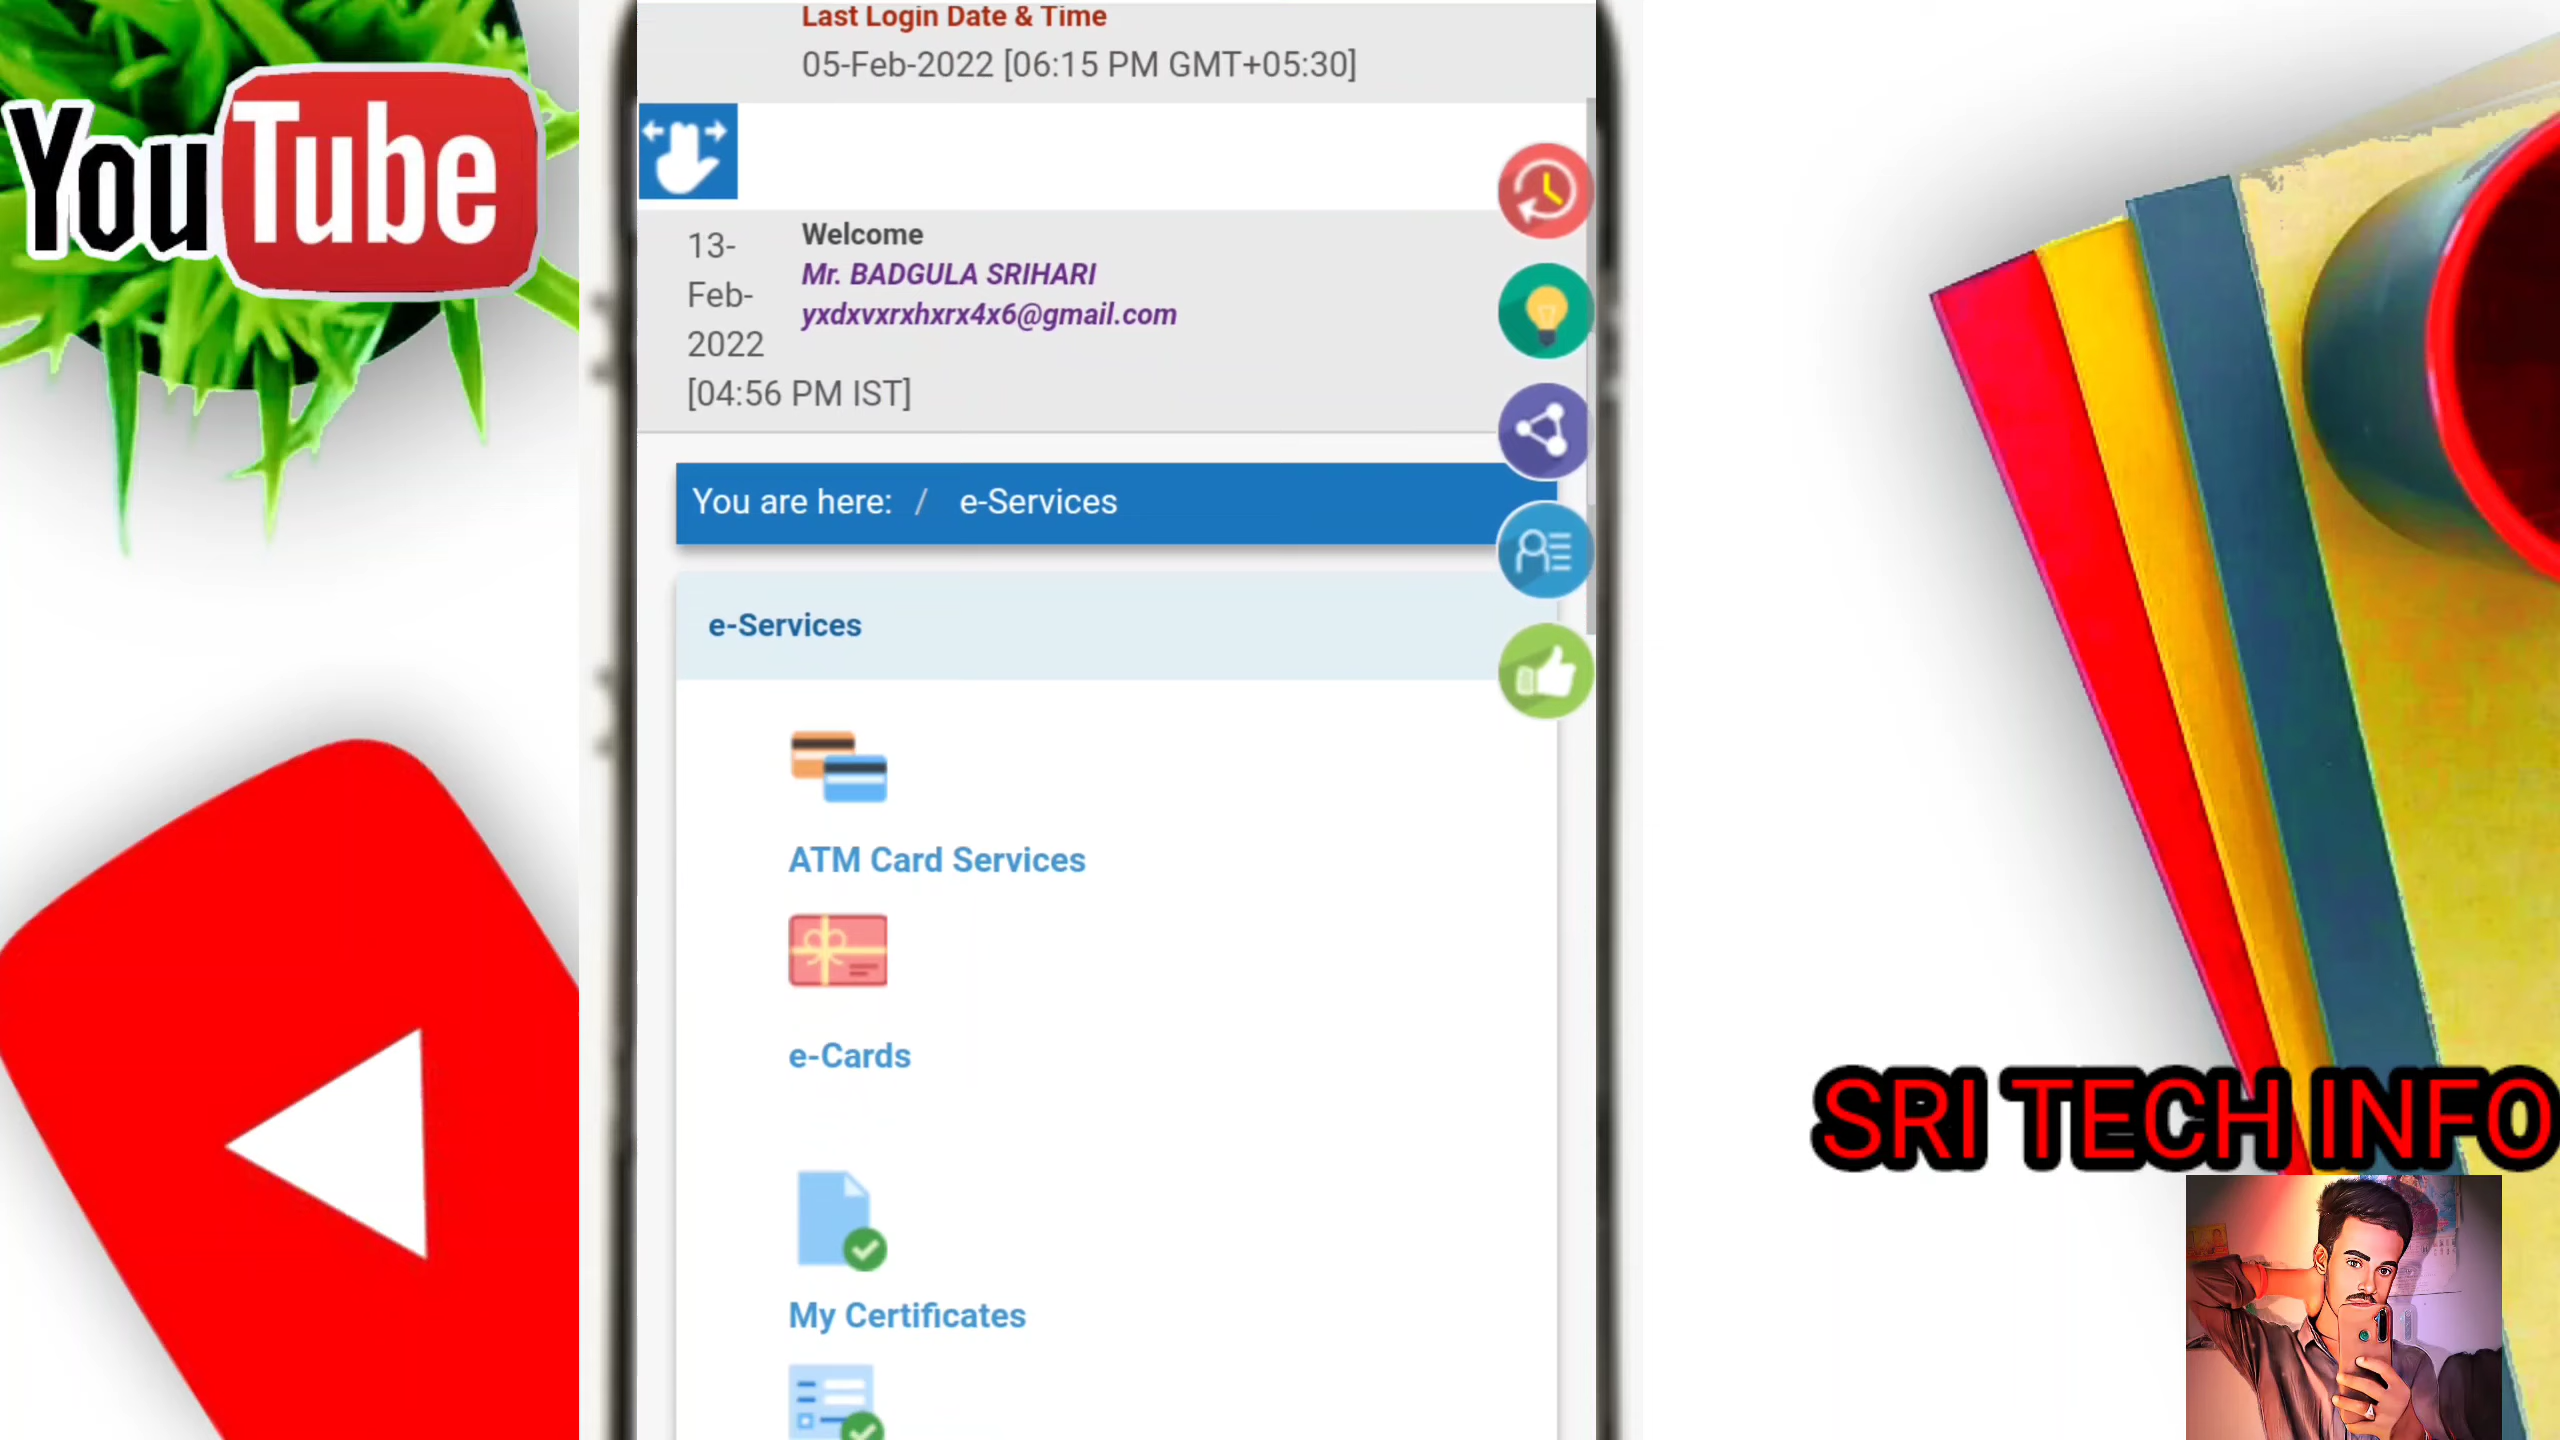 YouTube
Last Login Date & Time
05-Feb-2022 [06:15 PM GMT+05:30]
13-
Feb-
2022
[04:56 PM IST]
Welcome
Mr. BADGULA SRIHARI
yxdxvxrxhxrx4x6@gmail.com
You are here: / e-Services
e-Services
ATM Card Services
e-Cards
My Certificates
SRI TECH INFO